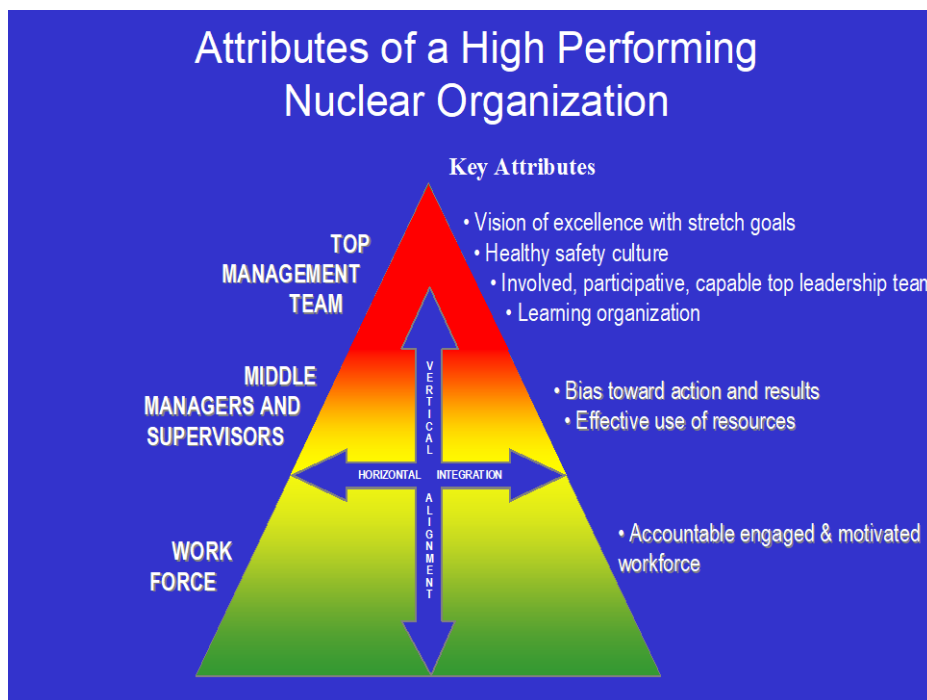 Attributes of a High Performing
Nuclear Organization
Key Attributes
TOP
MANAGEMENT
TEAM
• Vision of excellence with stretch goals
• Healthy safety culture
• Involved, participative, capable top leadership team
• Learning organization
MIDDLE
MANAGERS AND
SUPERVISORS
• Bias toward action and results
• Effective use of resources
VERTICAL
HORIZONTAL INTEGRATION
ALIGNMENT
WORK
FORCE
• Accountable engaged & motivated
workforce